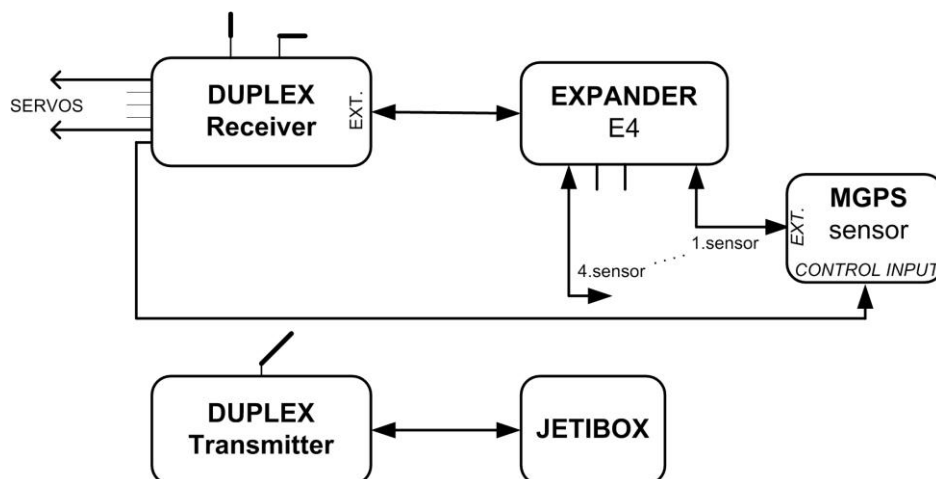 SERVOS
DUPLEX
Receiver
EXT.
EXPANDER
E4
MGPS
sensor
EXT.
CONTROL INPUT
1.sensor
4.sensor
DUPLEX
Transmitter
JETIBOX